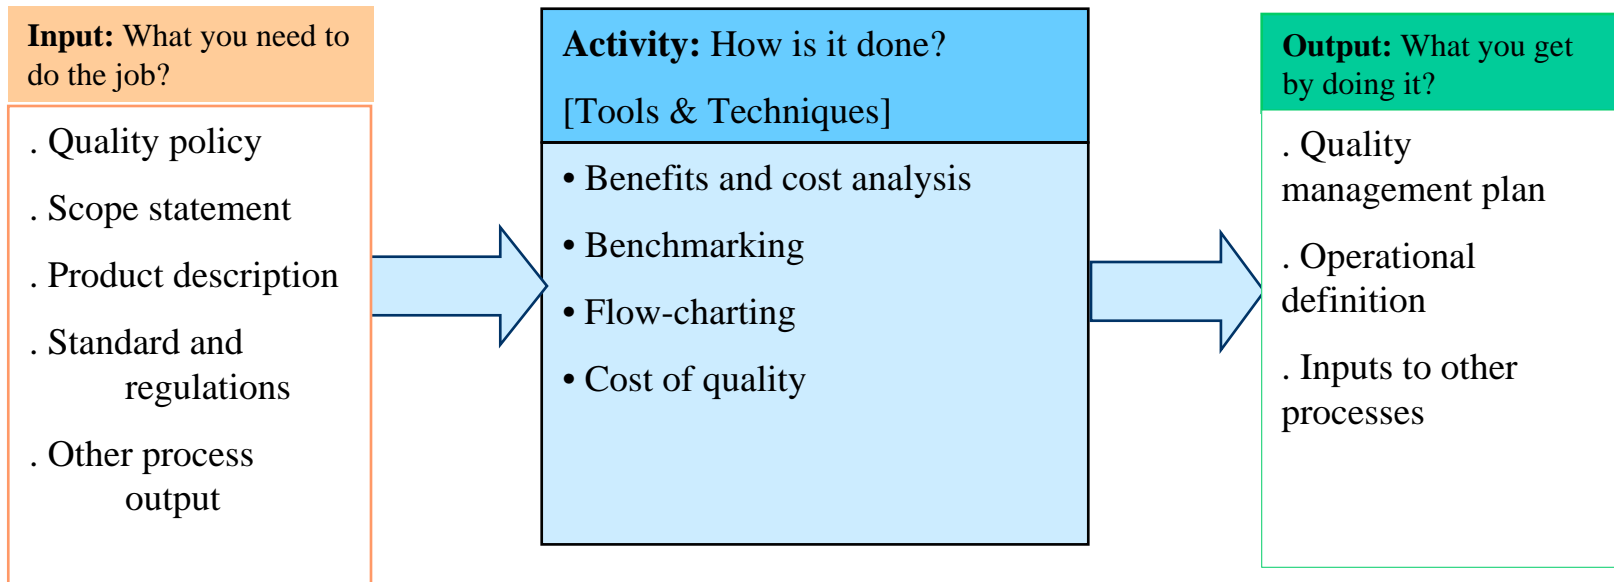 Input: What you need to
do the job?
. Quality policy
. Scope statement
. Product description
. Standard and
regulations
. Other process
output
Activity: How is it done?
[Tools & Techniques]
• Benefits and cost analysis
• Benchmarking
• Flow-charting
• Cost of quality
Output: What you get
by doing it?
. Quality
management plan
. Operational
definition
. Inputs to other
processes